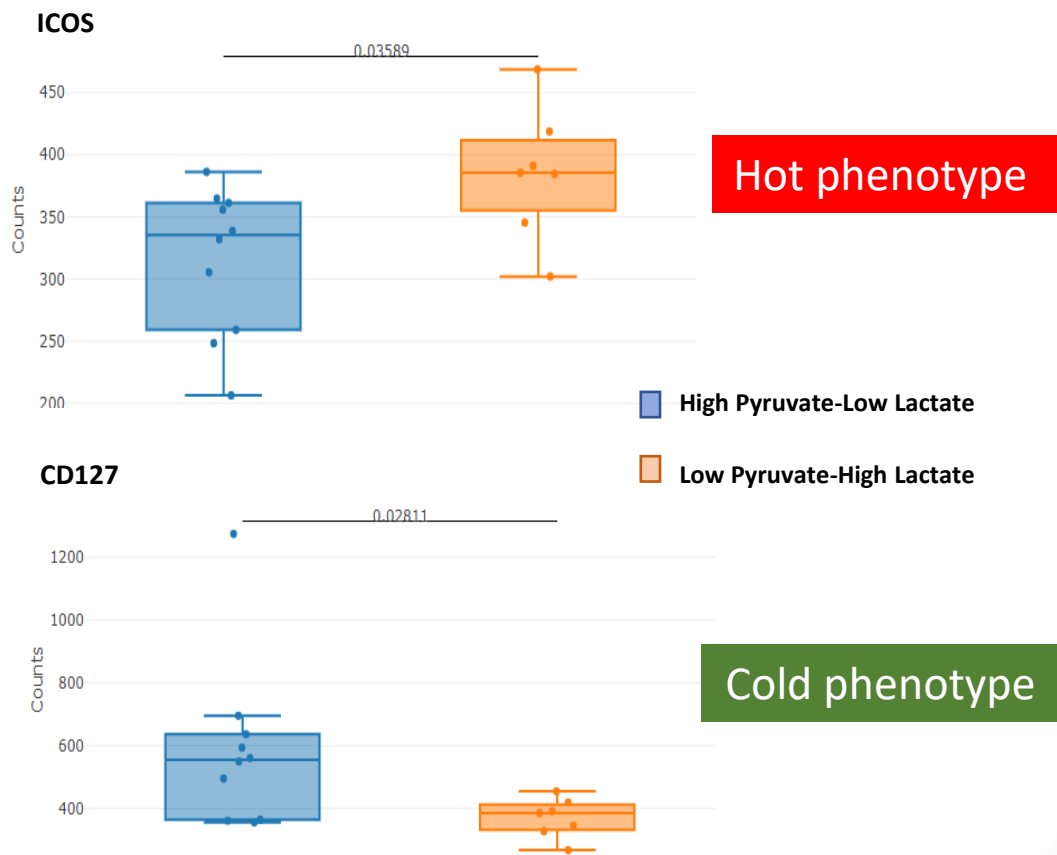 ICOS
0.03589
450
400
350
300
250
200
Counts
Hot phenotype
High Pyruvate-Low Lactate
Low Pyruvate-High Lactate
CD127
0.02811
1200
1000
800
600
400
Counts
Cold phenotype